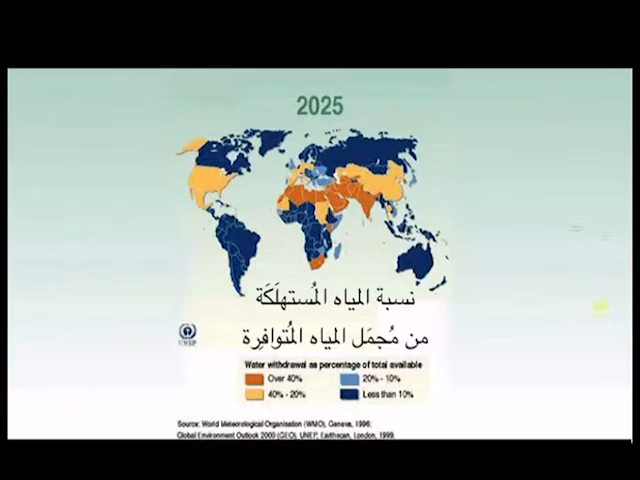 2025
نسبة المياه المُستهلَكَة
من مُجمَل المياه المُتوافِرة
UNEP
Water withdrawal as percentage of total available
Over 40% 20% - 10%
40% - 20% Less than 10%
Source: World Meteorological Organisation (WMO), Geneva, 1996;
Global Environment Outlook 2000 (GEO), UNEP, Earthscan, London, 1999.